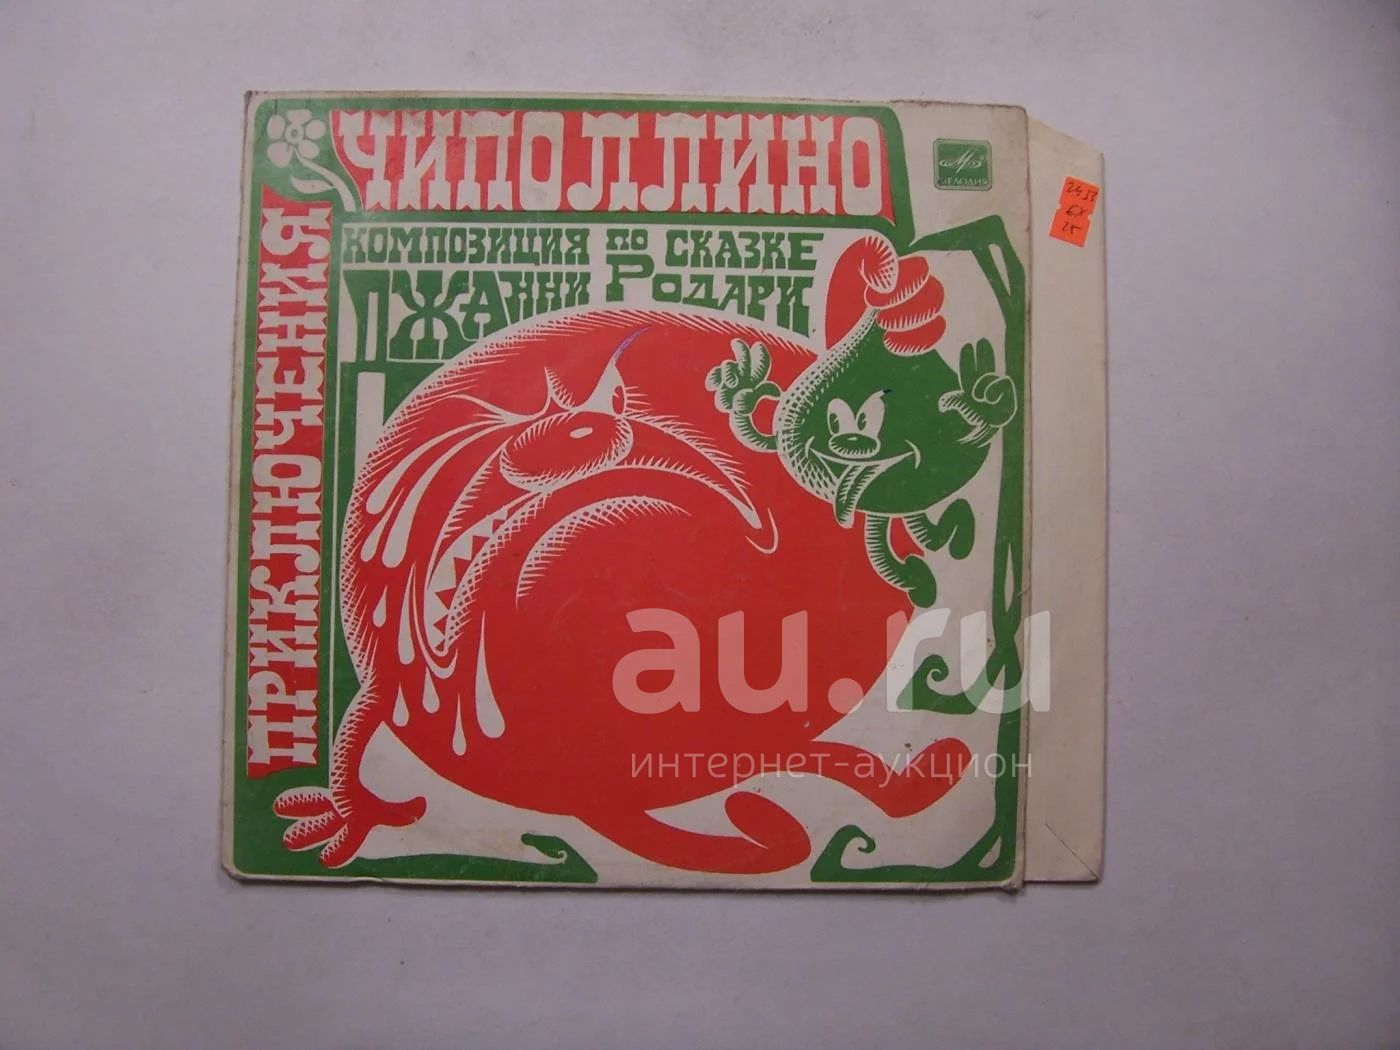 ПРИКЛЮЧЕНИЯ
ЧИПОЛЛИНО
КОМПОЗИЦИЯ ПО СКАЗКЕ
ДЖАННИ РОДАРИ
МЕЛОДИЯ
au.ru
интернет-аукцион